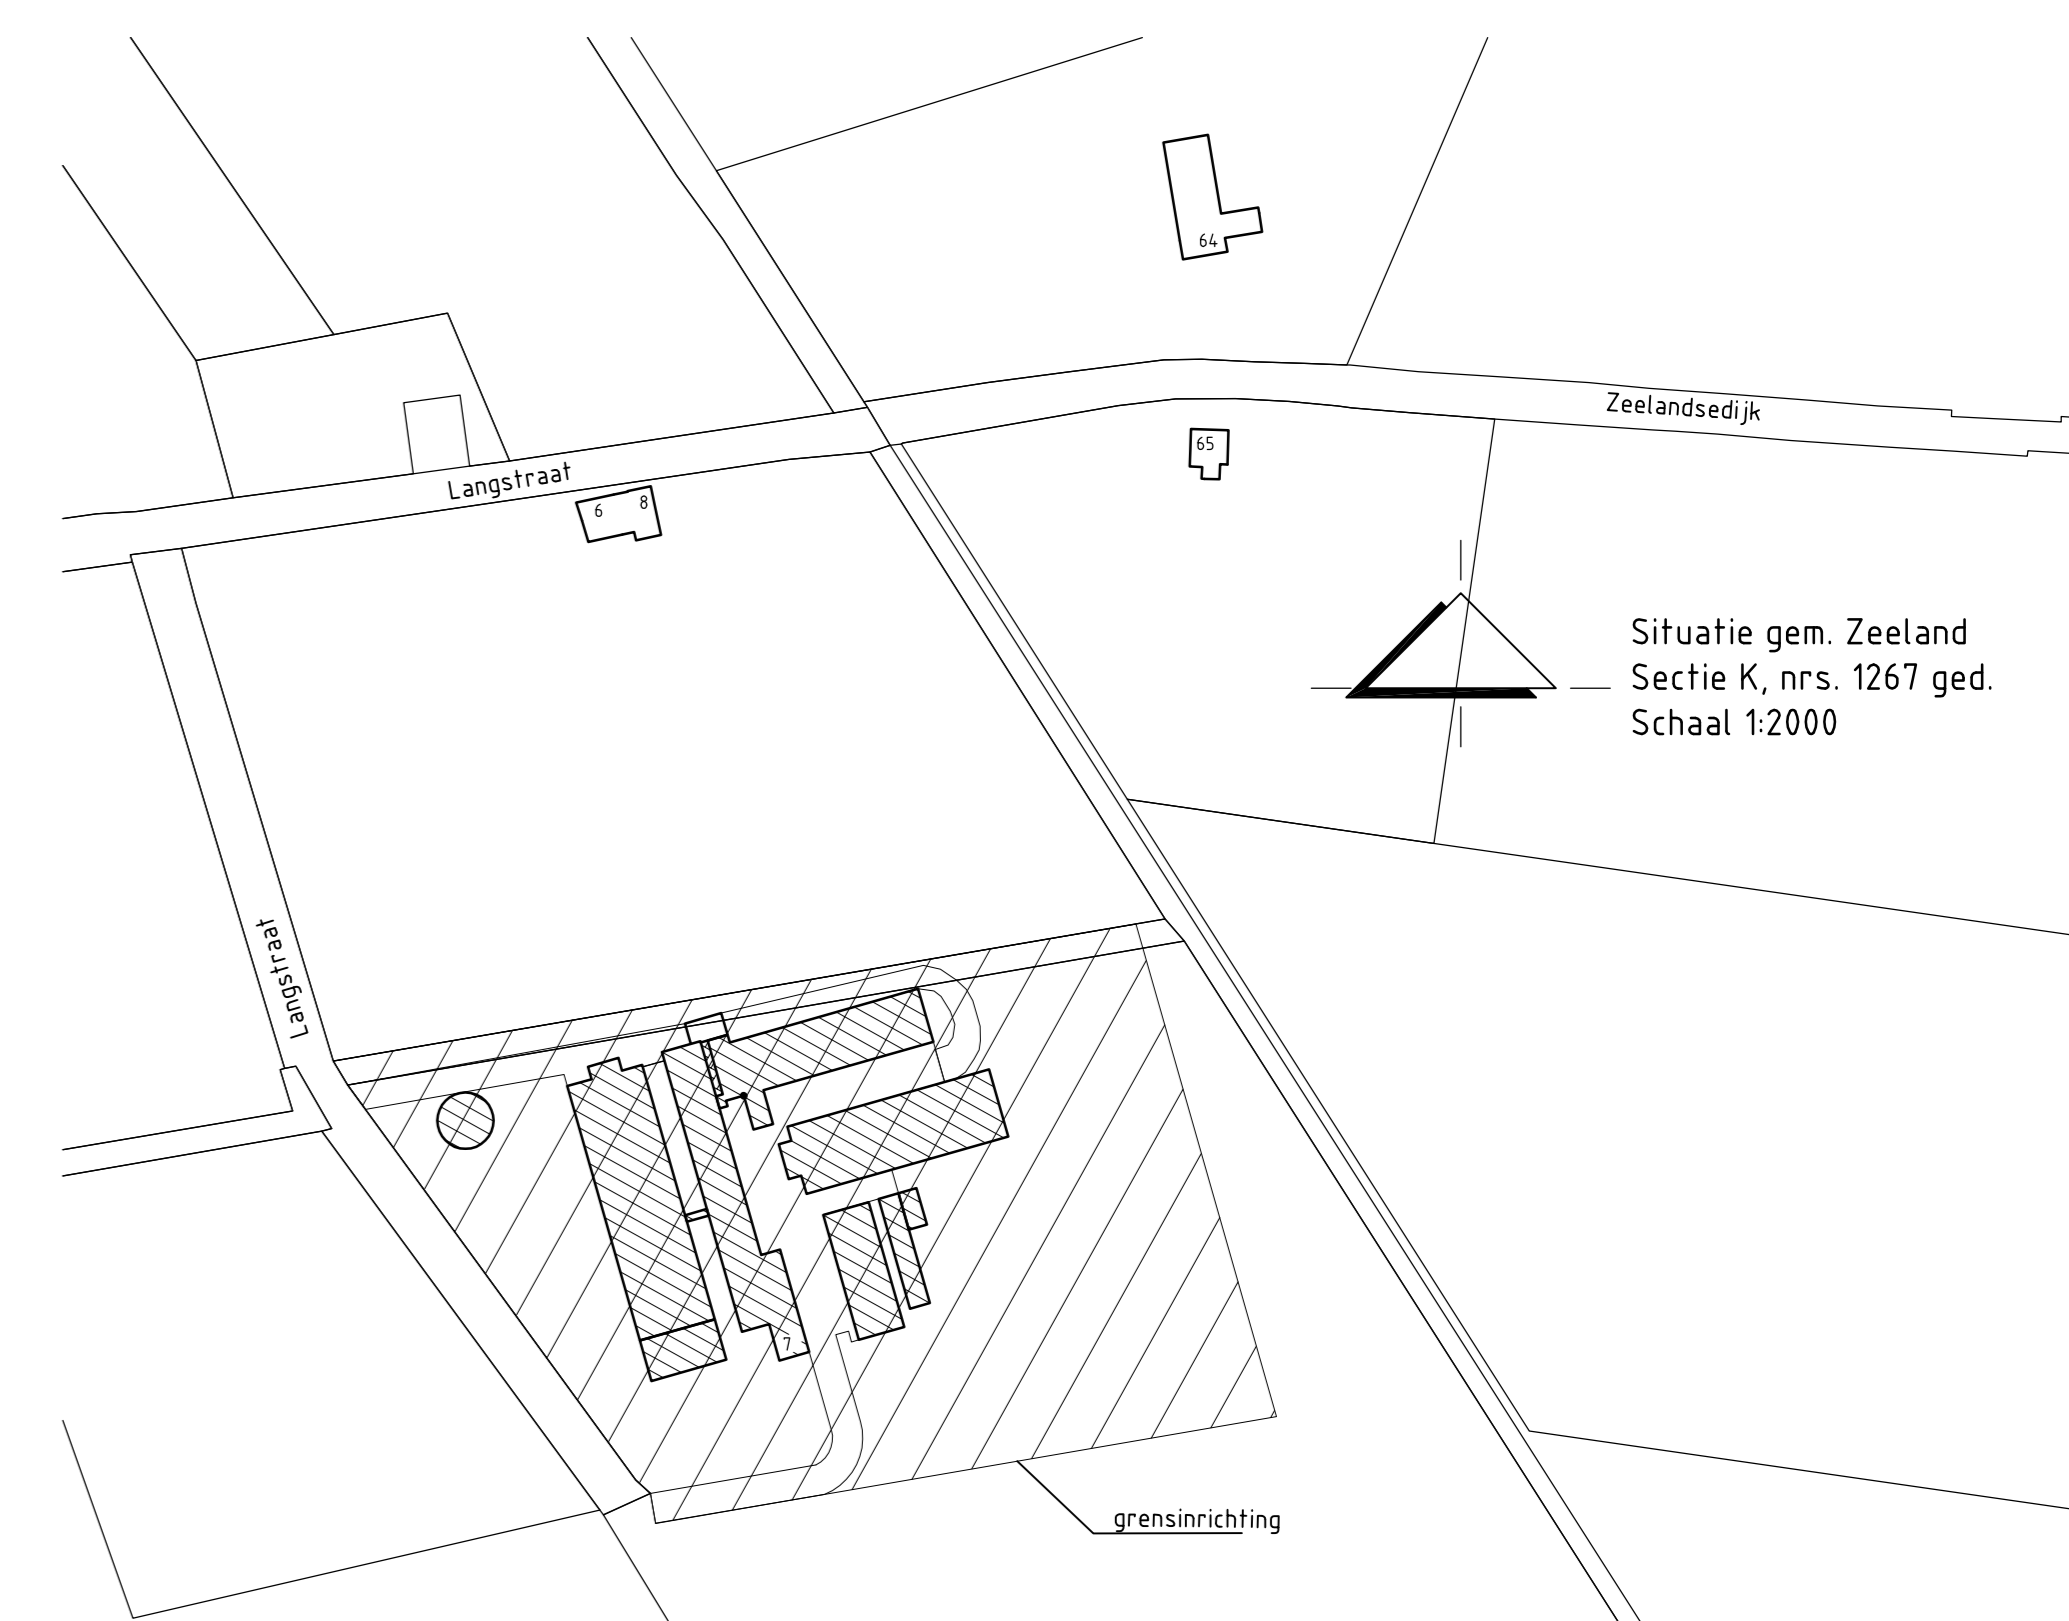 64
Zeelandsedijk
65
Langstraat
6 8
Situatie gem. Zeeland
Sectie K, nrs. 1267 ged.
Schaal 1:2000
Langstraat
7
grensinrichting